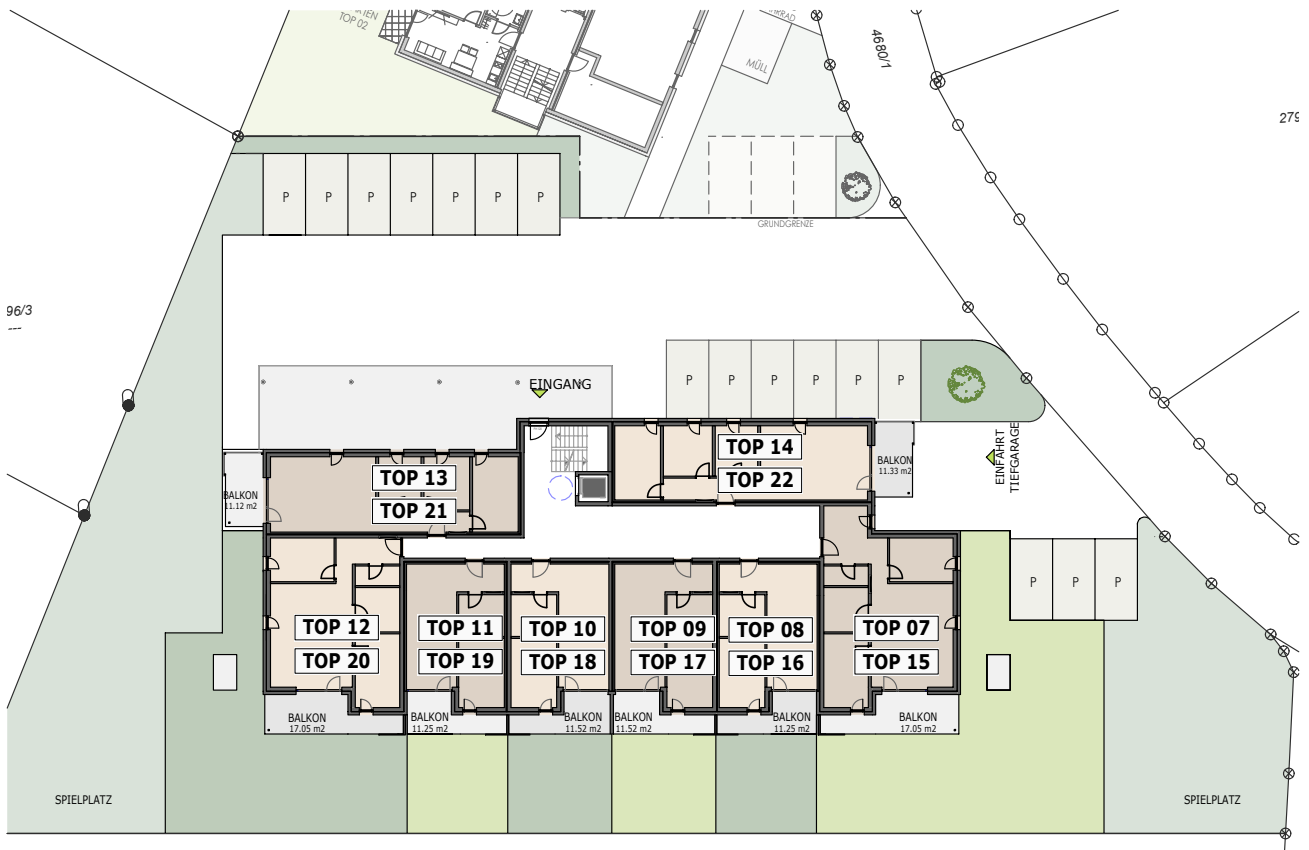 TOP 02
MÜLL
4680/1
279
P P P P P P P
GRUNDGRENZE
96/3
---
EINGANG
P P P P P P
EINFAHRT
TIEFGARAGE
TOP 14
TOP 22
BALKON
11.33 m2
TOP 13
TOP 21
BALKON
11.12 m2
P P P
TOP 12
TOP 20
TOP 11
TOP 19
TOP 10
TOP 18
TOP 09
TOP 17
TOP 08
TOP 16
TOP 07
TOP 15
BALKON
17.05 m2
BALKON
11.25 m2
BALKON
11.52 m2
BALKON
11.52 m2
BALKON
11.25 m2
BALKON
17.05 m2
SPIELPLATZ
SPIELPLATZ